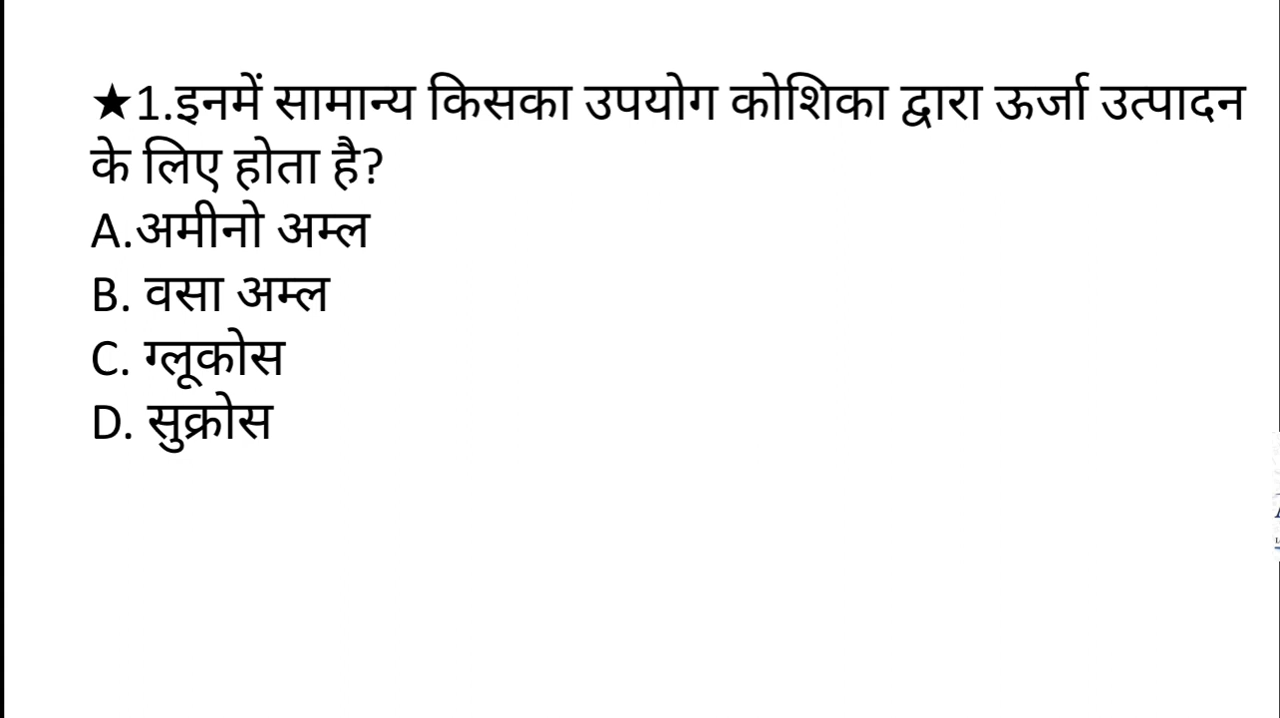 ★1.इनमें सामान्य किसका उपयोग कोशिका द्वारा ऊर्जा उत्पादन
के लिए होता है?
A.अमीनो अम्ल
B. वसा अम्ल
C. ग्लूकोस
D. सुक्रोस